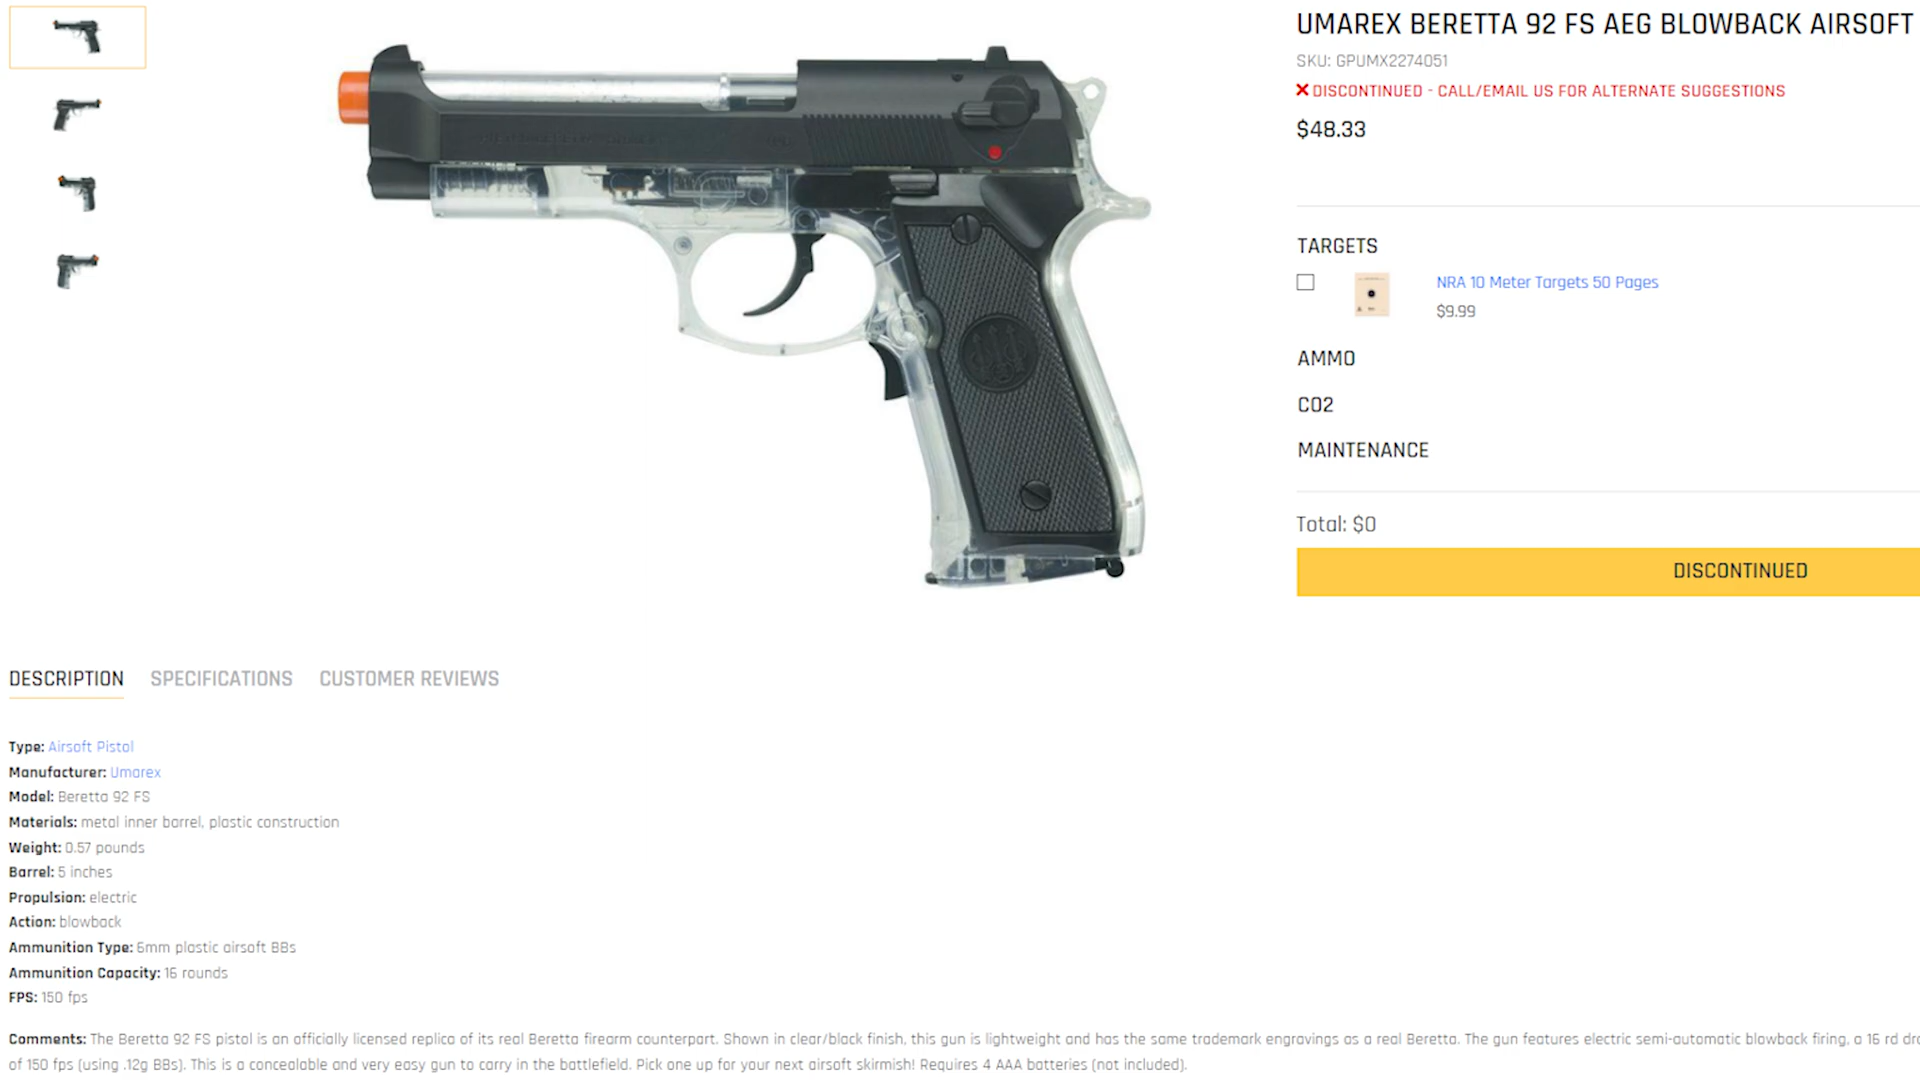 UMAREX BERETTA 92 FS AEG BLOWBACK AIRSOFT
SKU: GPUMX2274051
DISCONTINUED - CALL/EMAIL US FOR ALTERNATE SUGGESTIONS
$48.33
TARGETS
NRA 10 Meter Targets 50 Pages
$9.99
AMMO
CO2
MAINTENANCE
Total: $0
DISCONTINUED
DESCRIPTION SPECIFICATIONS CUSTOMER REVIEWS
Type: Airsoft Pistol
Manufacturer: Umarex
Model: Beretta 92 FS
Materials: metal inner barrel, plastic construction
Weight: 0.57 pounds
Barrel: 5 inches
Propulsion: electric
Action: blowback
Ammunition Type: 6mm plastic airsoft BBs
Ammunition Capacity: 16 rounds
FPS: 150 fps
Comments: The Beretta 92 FS pistol is an officially licensed replica of its real Beretta firearm counterpart. Shown in clear/black finish, this gun is lightweight and has the same trademark engravings as a real Beretta. The gun features electric semi-automatic blowback firing, a 16 rd
of 150 fps (using .12g BBs). This is a concealable and very easy gun to carry in the battlefield. Pick one up for your next airsoft skirmish! Requires 4 AAA batteries (not included).